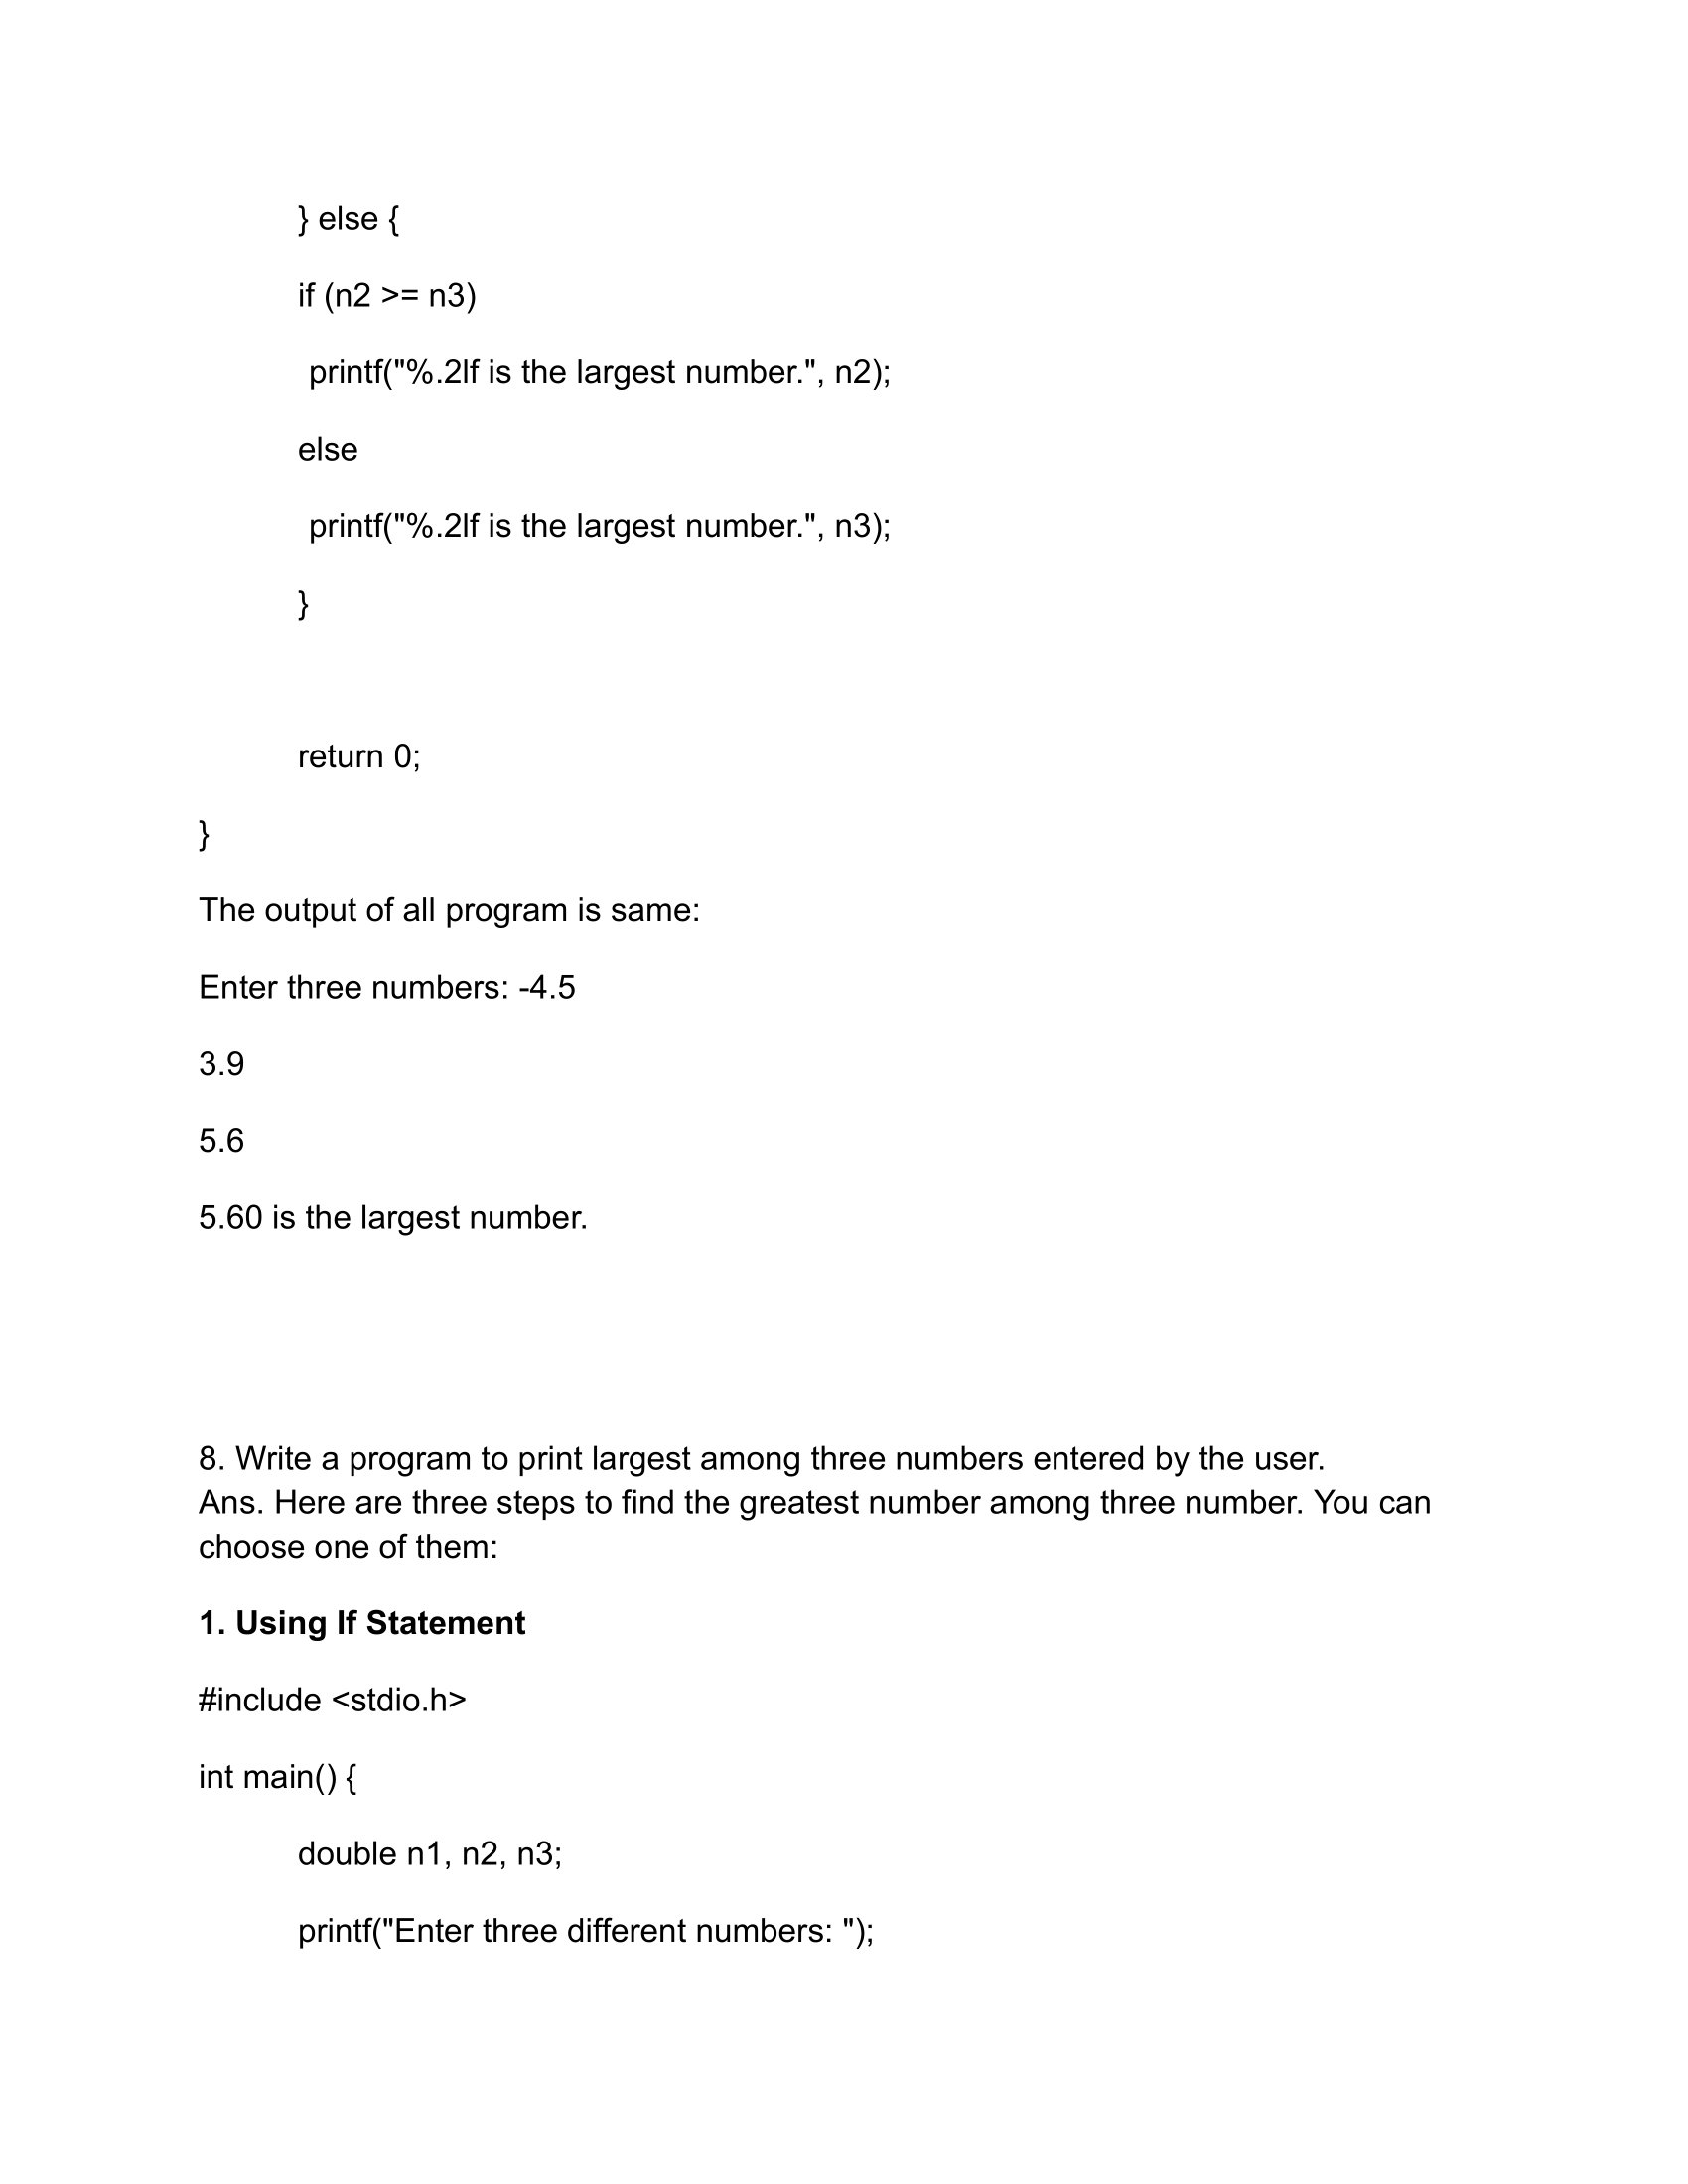 } else {
if (n2 >= n3)
printf("%.2lf is the largest number.", n2);
else
printf("%.2lf is the largest number.", n3);
}
return 0;
}
The output of all program is same:
Enter three numbers: -4.5
3.9
5.6
5.60 is the largest number.
8. Write a program to print largest among three numbers entered by the user.
Ans. Here are three steps to find the greatest number among three number. You can
choose one of them:
1. Using If Statement
#include <stdio.h>
int main() {
double n1, n2, n3;
printf("Enter three different numbers: ");